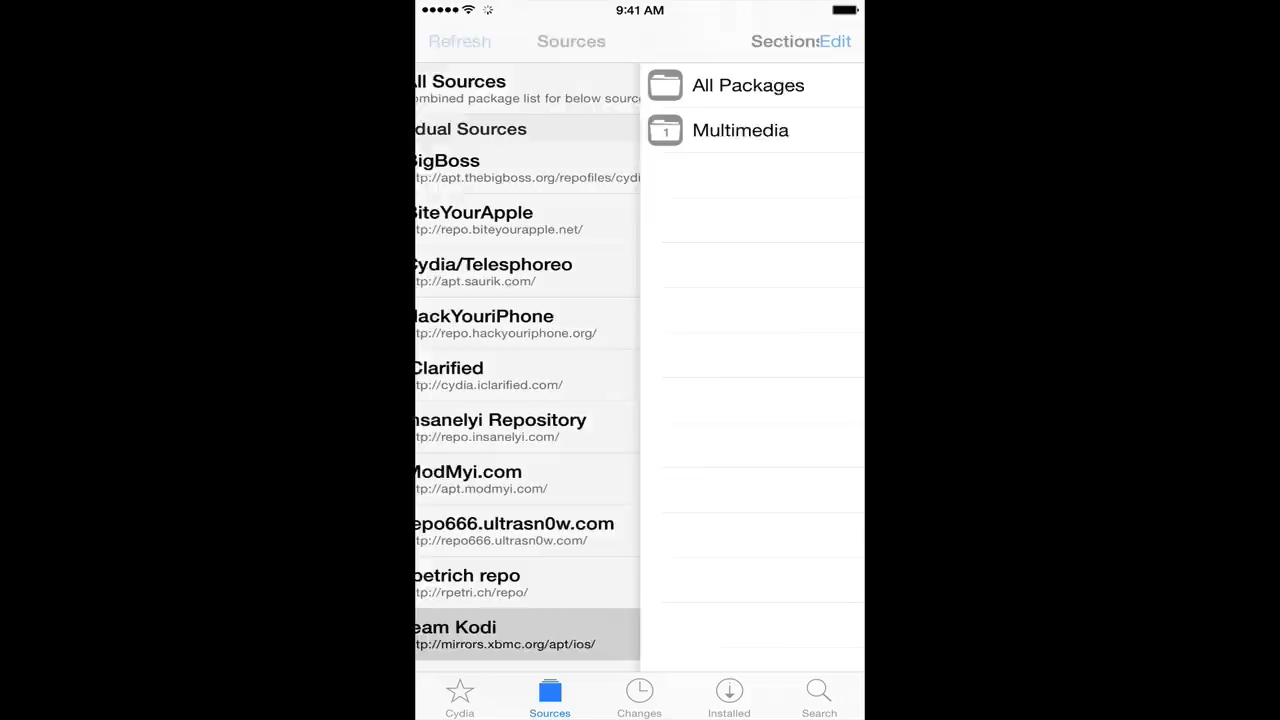 9:41 AM
Refresh Sources Sections Edit
ll Sources
ombined package list for below sourc
dual Sources
BigBoss
tp://apt.thebigboss.org/repofiles/cydi
BiteYourApple
tp://repo.biteyourapple.net/
Cydia/Telesphoreo
tp://apt.saurik.com/
HackYouriPhone
tp://repo.hackyouriphone.org/
Clarified
tp://cydia.iclarified.com/
nsanelyi Repository
tp://repo.insanelyi.com/
ModMyi.com
tp://apt.modmyi.com/
epo666.ultrasn0w.com
tp://repo666.ultrasn0w.com/
petrich repo
tp://rpetri.ch/repo/
eam Kodi
tp://mirrors.xbmc.org/apt/ios/
All Packages
1 Multimedia
Cydia Sources Changes Installed Search